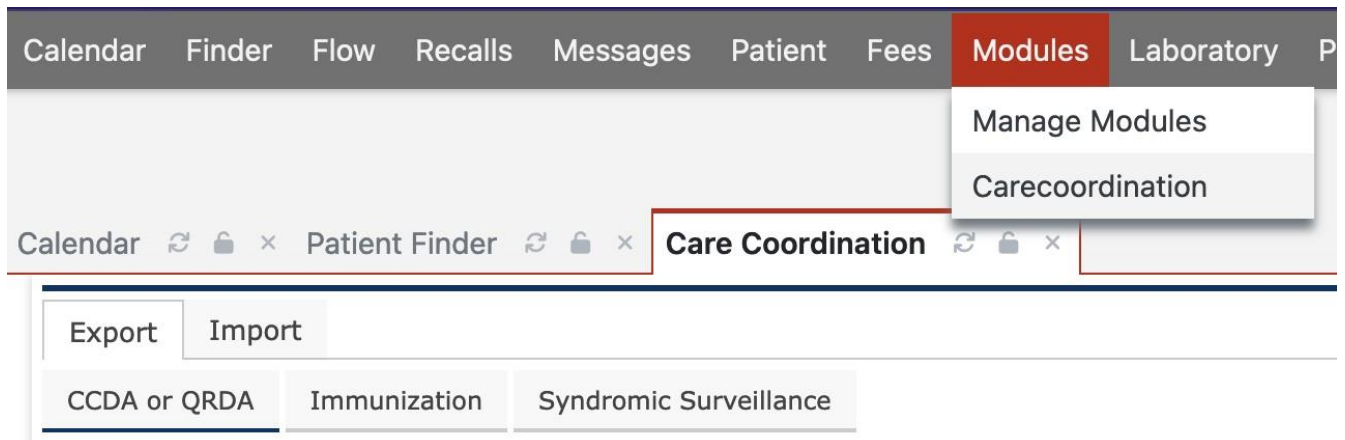 Calendar Finder Flow Recalls Messages Patient Fees Modules Laboratory P
Manage Modules
Carecoordination
Calendar Patient Finder Care Coordination
Export Import
CCDA or QRDA Immunization Syndromic Surveillance